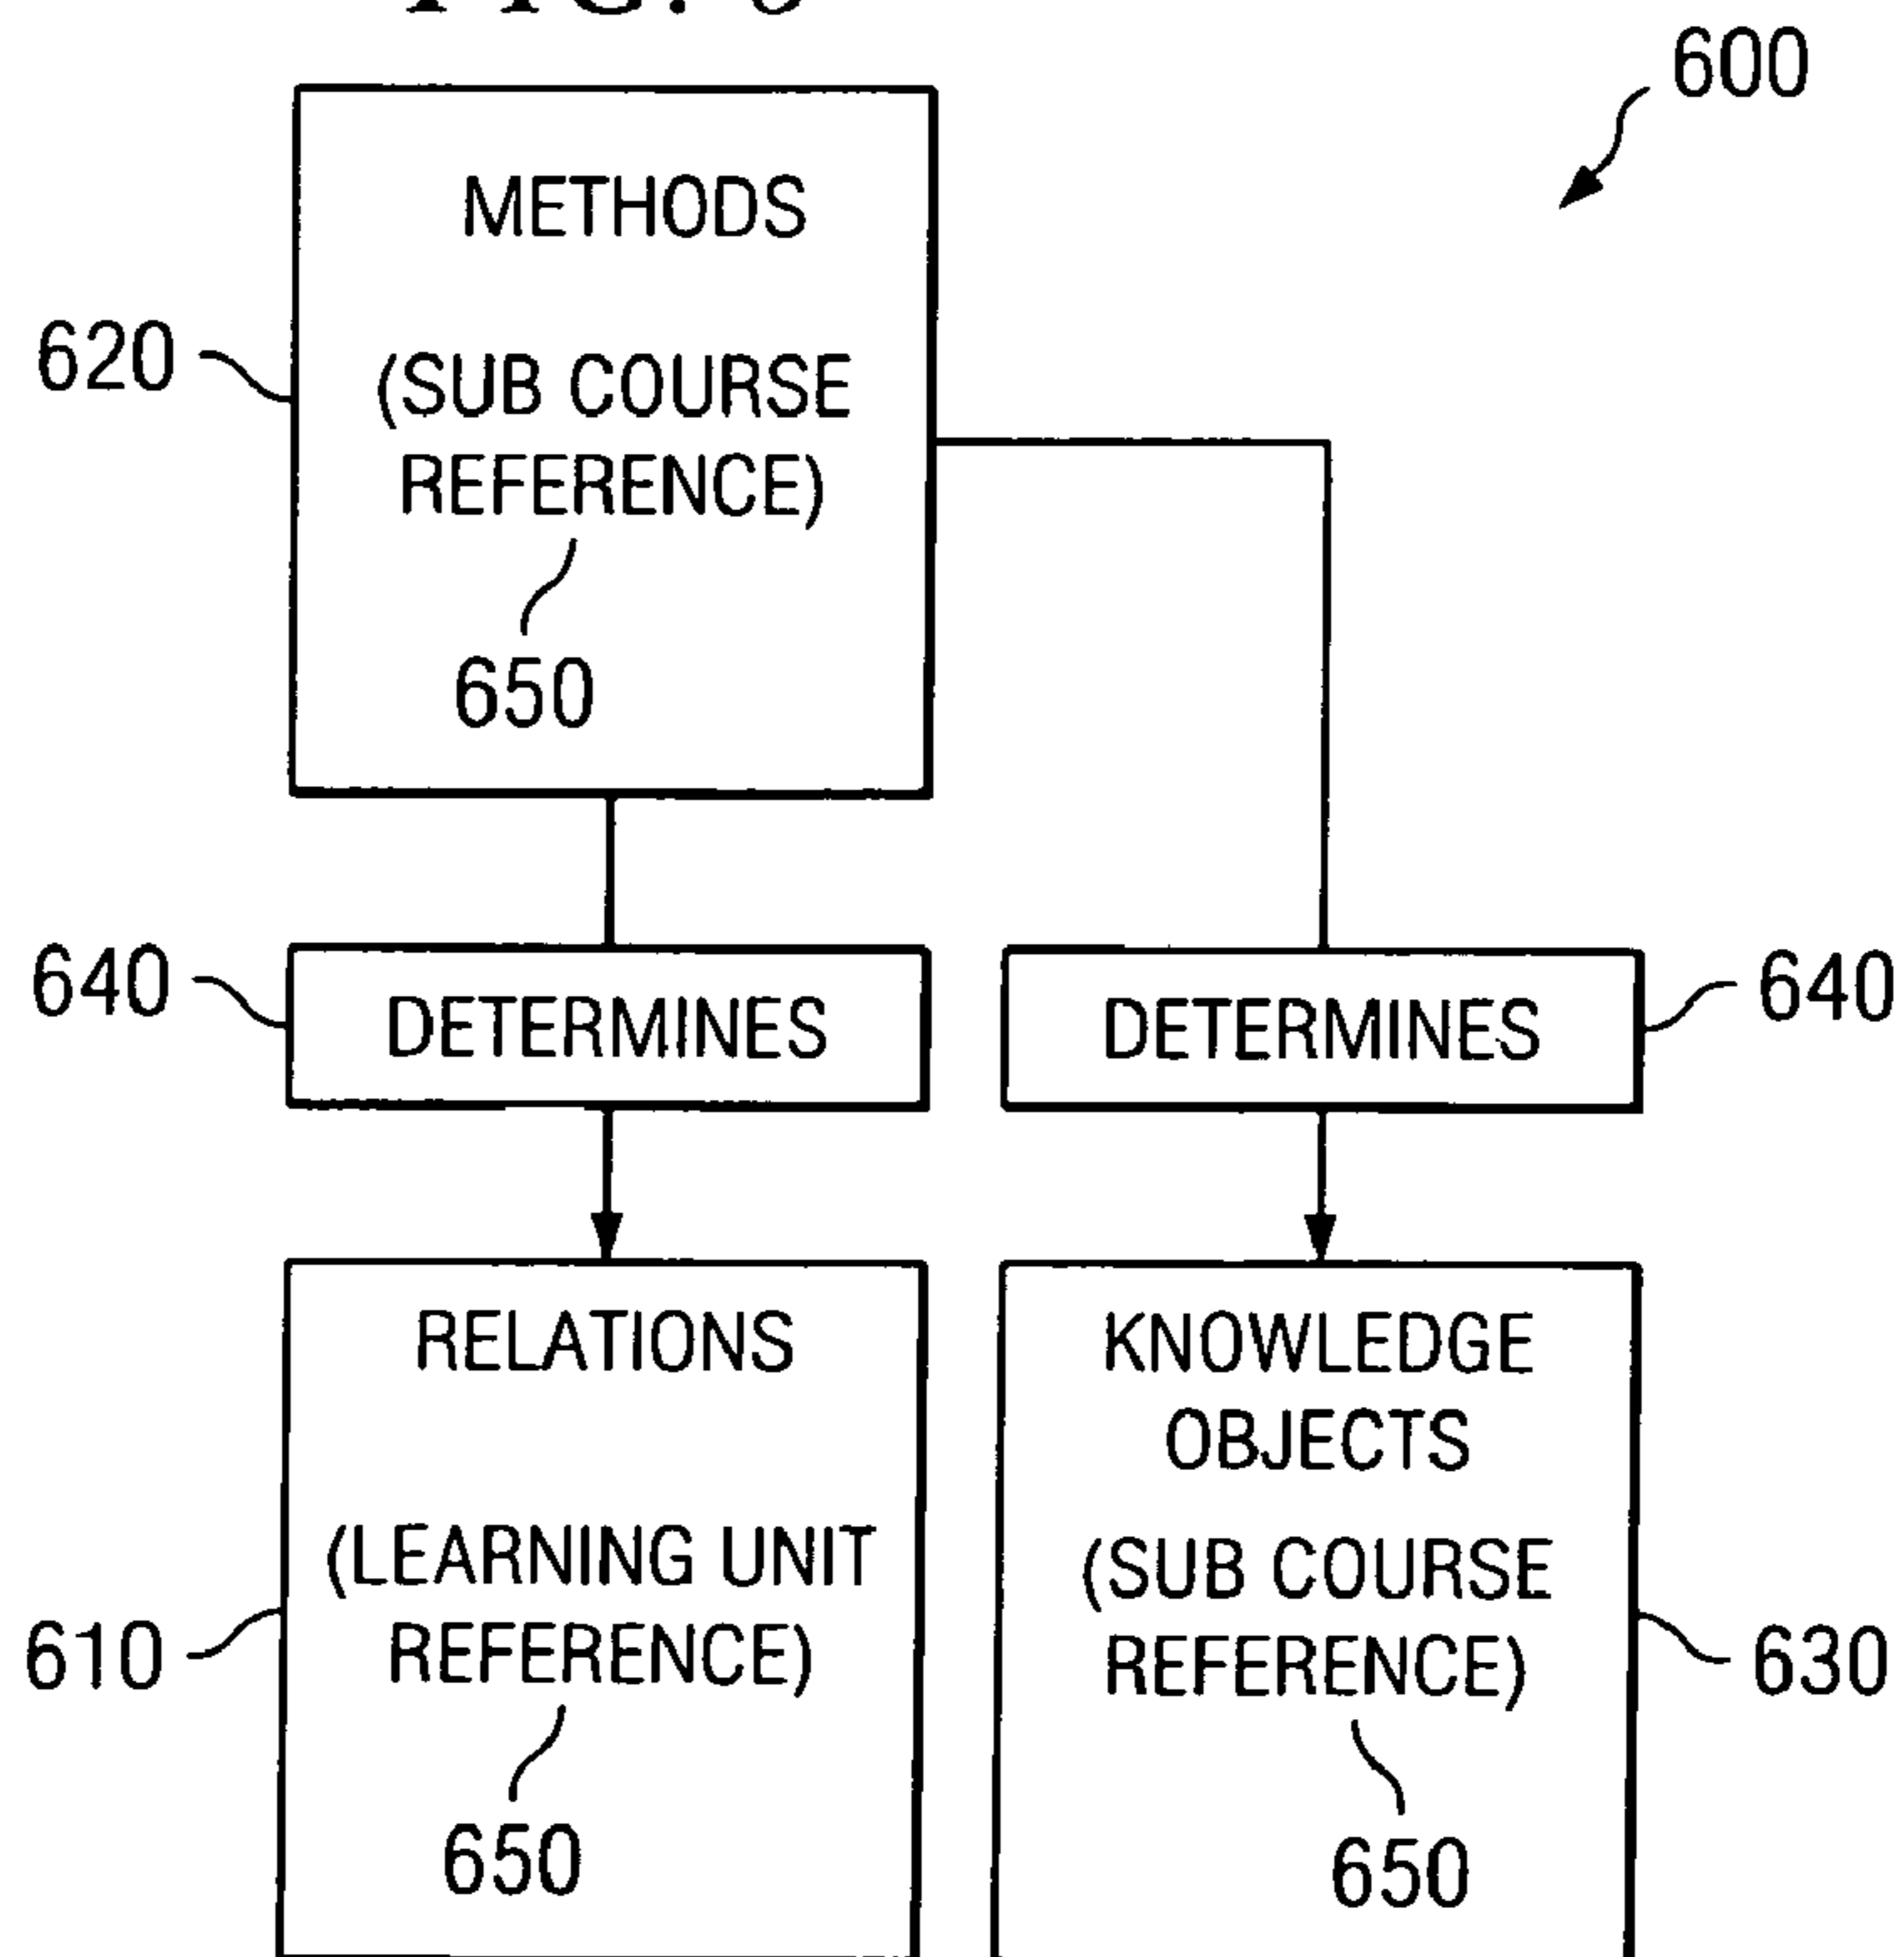 600
METHODS
620
(SUB COURSE
REFERENCE)
650
640
DETERMINES
DETERMINES
640
RELATIONS
(LEARNING UNIT
REFERENCE)
610
650
KNOWLEDGE
OBJECTS
(SUB COURSE
REFERENCE)
630
650